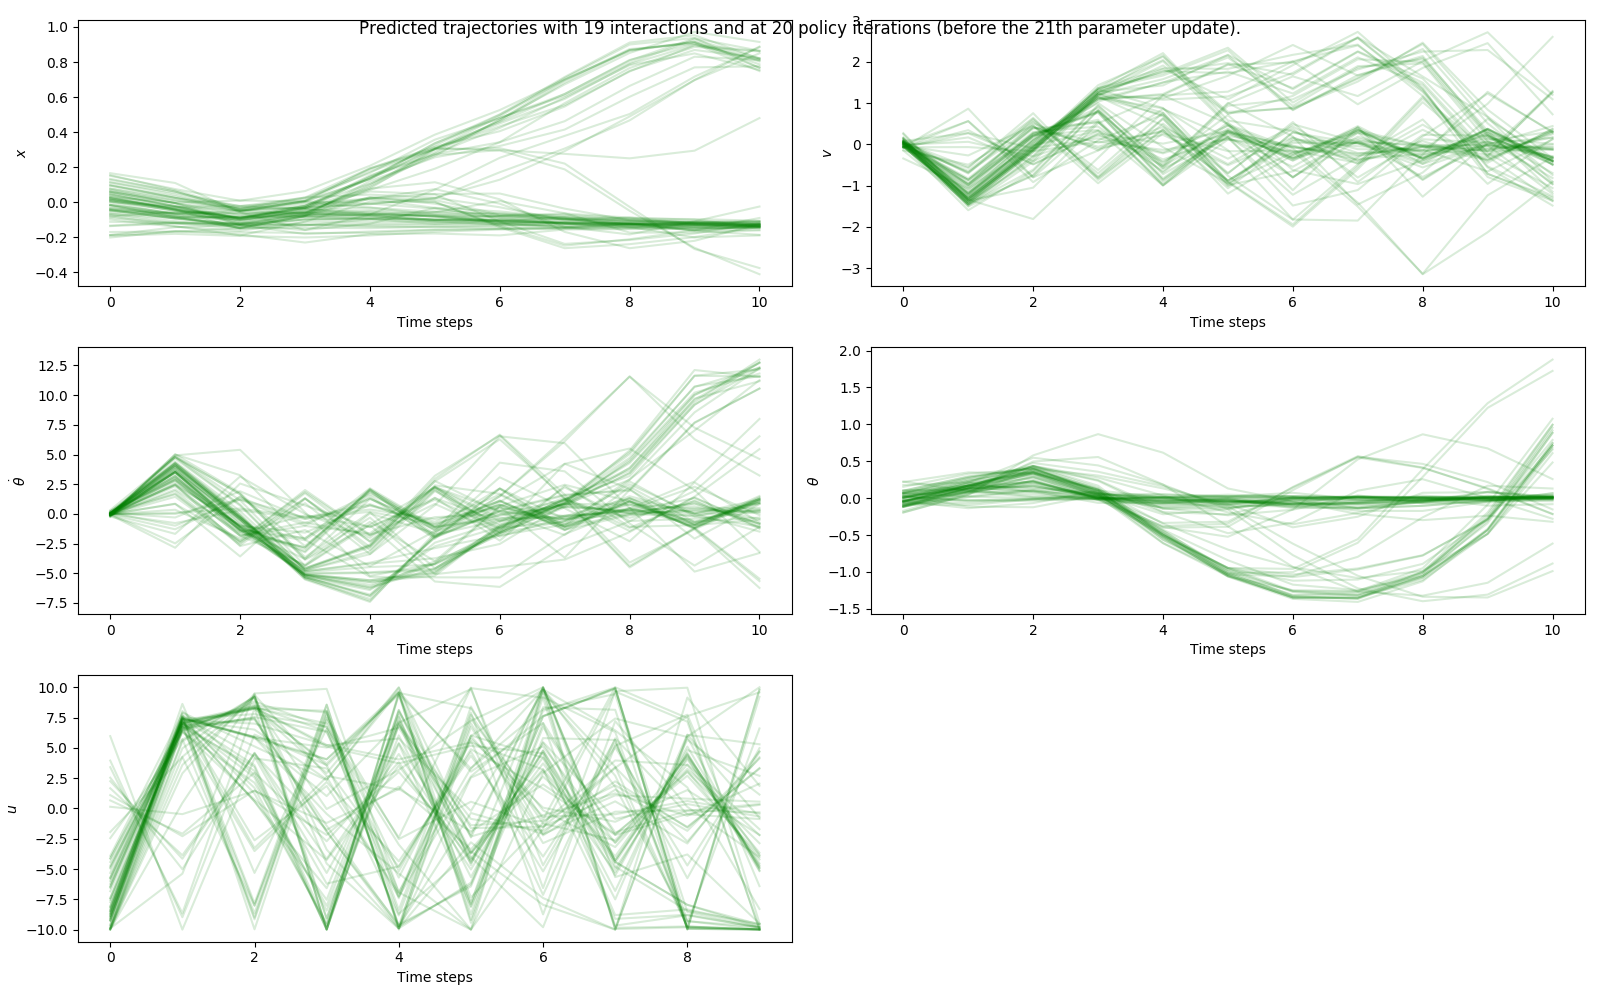 Predicted trajectories with 19 interactions and at 20 policy iterations (before the 21th parameter update).
1.0
0.8
0.6
0.4
0.2
0.0
−0.2
−0.4
x
0 2 4 6 8 10
Time steps
3
2
1
0
−1
−2
−3
v
0 2 4 6 8 10
Time steps
12.5
10.0
7.5
5.0
2.5
0.0
−2.5
−5.0
−7.5
θ̇
0 2 4 6 8 10
Time steps
2.0
1.5
1.0
0.5
0.0
−0.5
−1.0
−1.5
θ
0 2 4 6 8 10
Time steps
10.0
7.5
5.0
2.5
0.0
−2.5
−5.0
−7.5
−10.0
u
0 2 4 6 8
Time steps